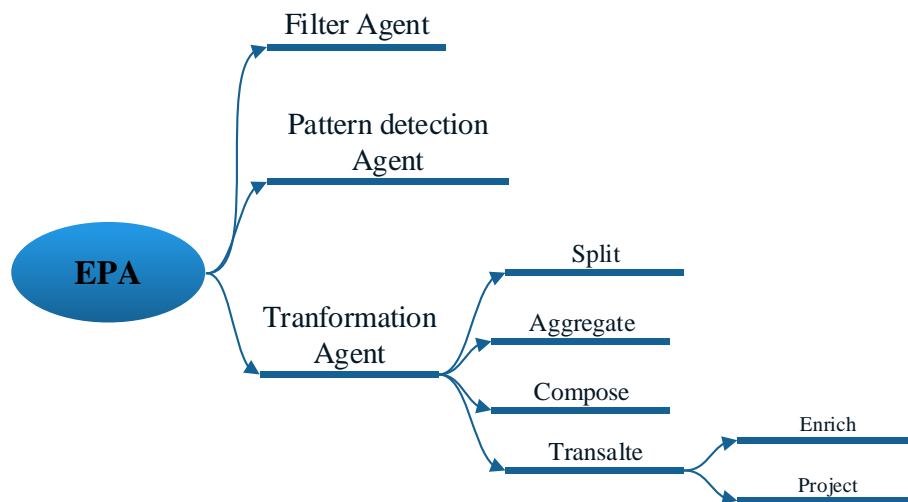 Filter Agent
Pattern detection
Agent
EPA
Tranformation
Agent
Split
Aggregate
Compose
Transalte
Enrich
Project